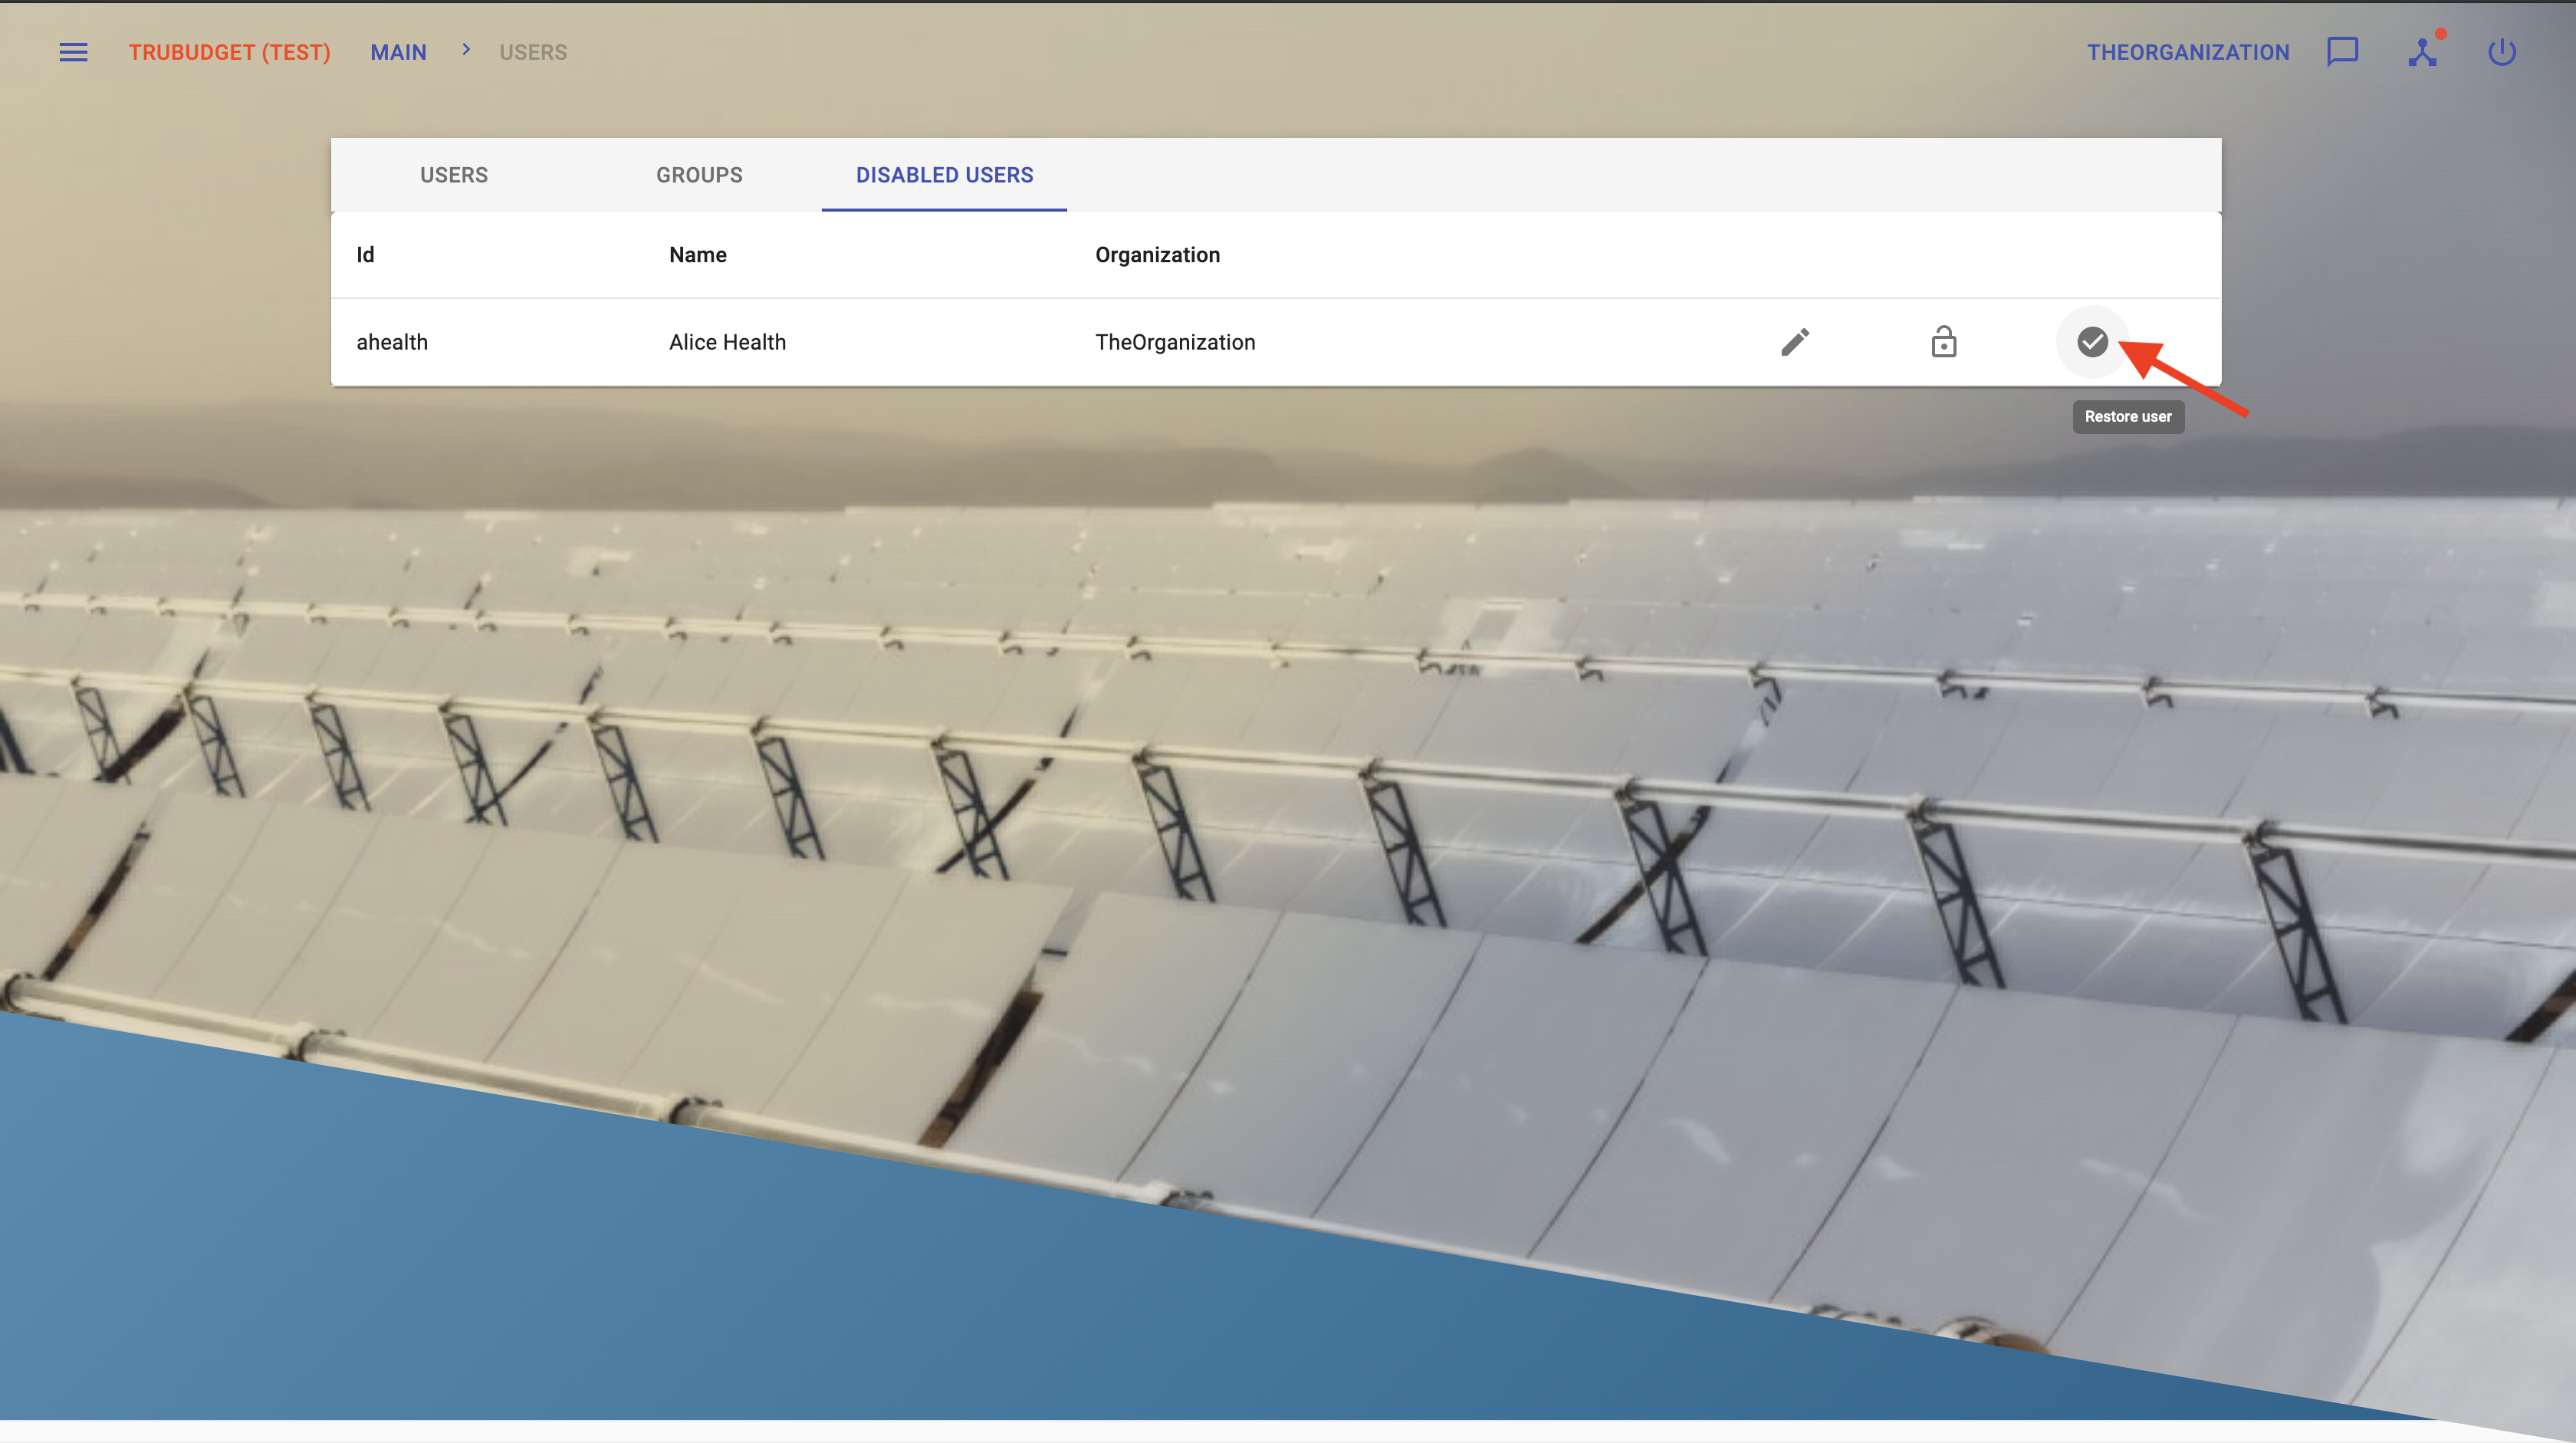 TRUBUDGET (TEST) MAIN > USERS THEORGANIZATION
USERS GROUPS DISABLED USERS
Id Name Organization
ahealth Alice Health TheOrganization
Restore user